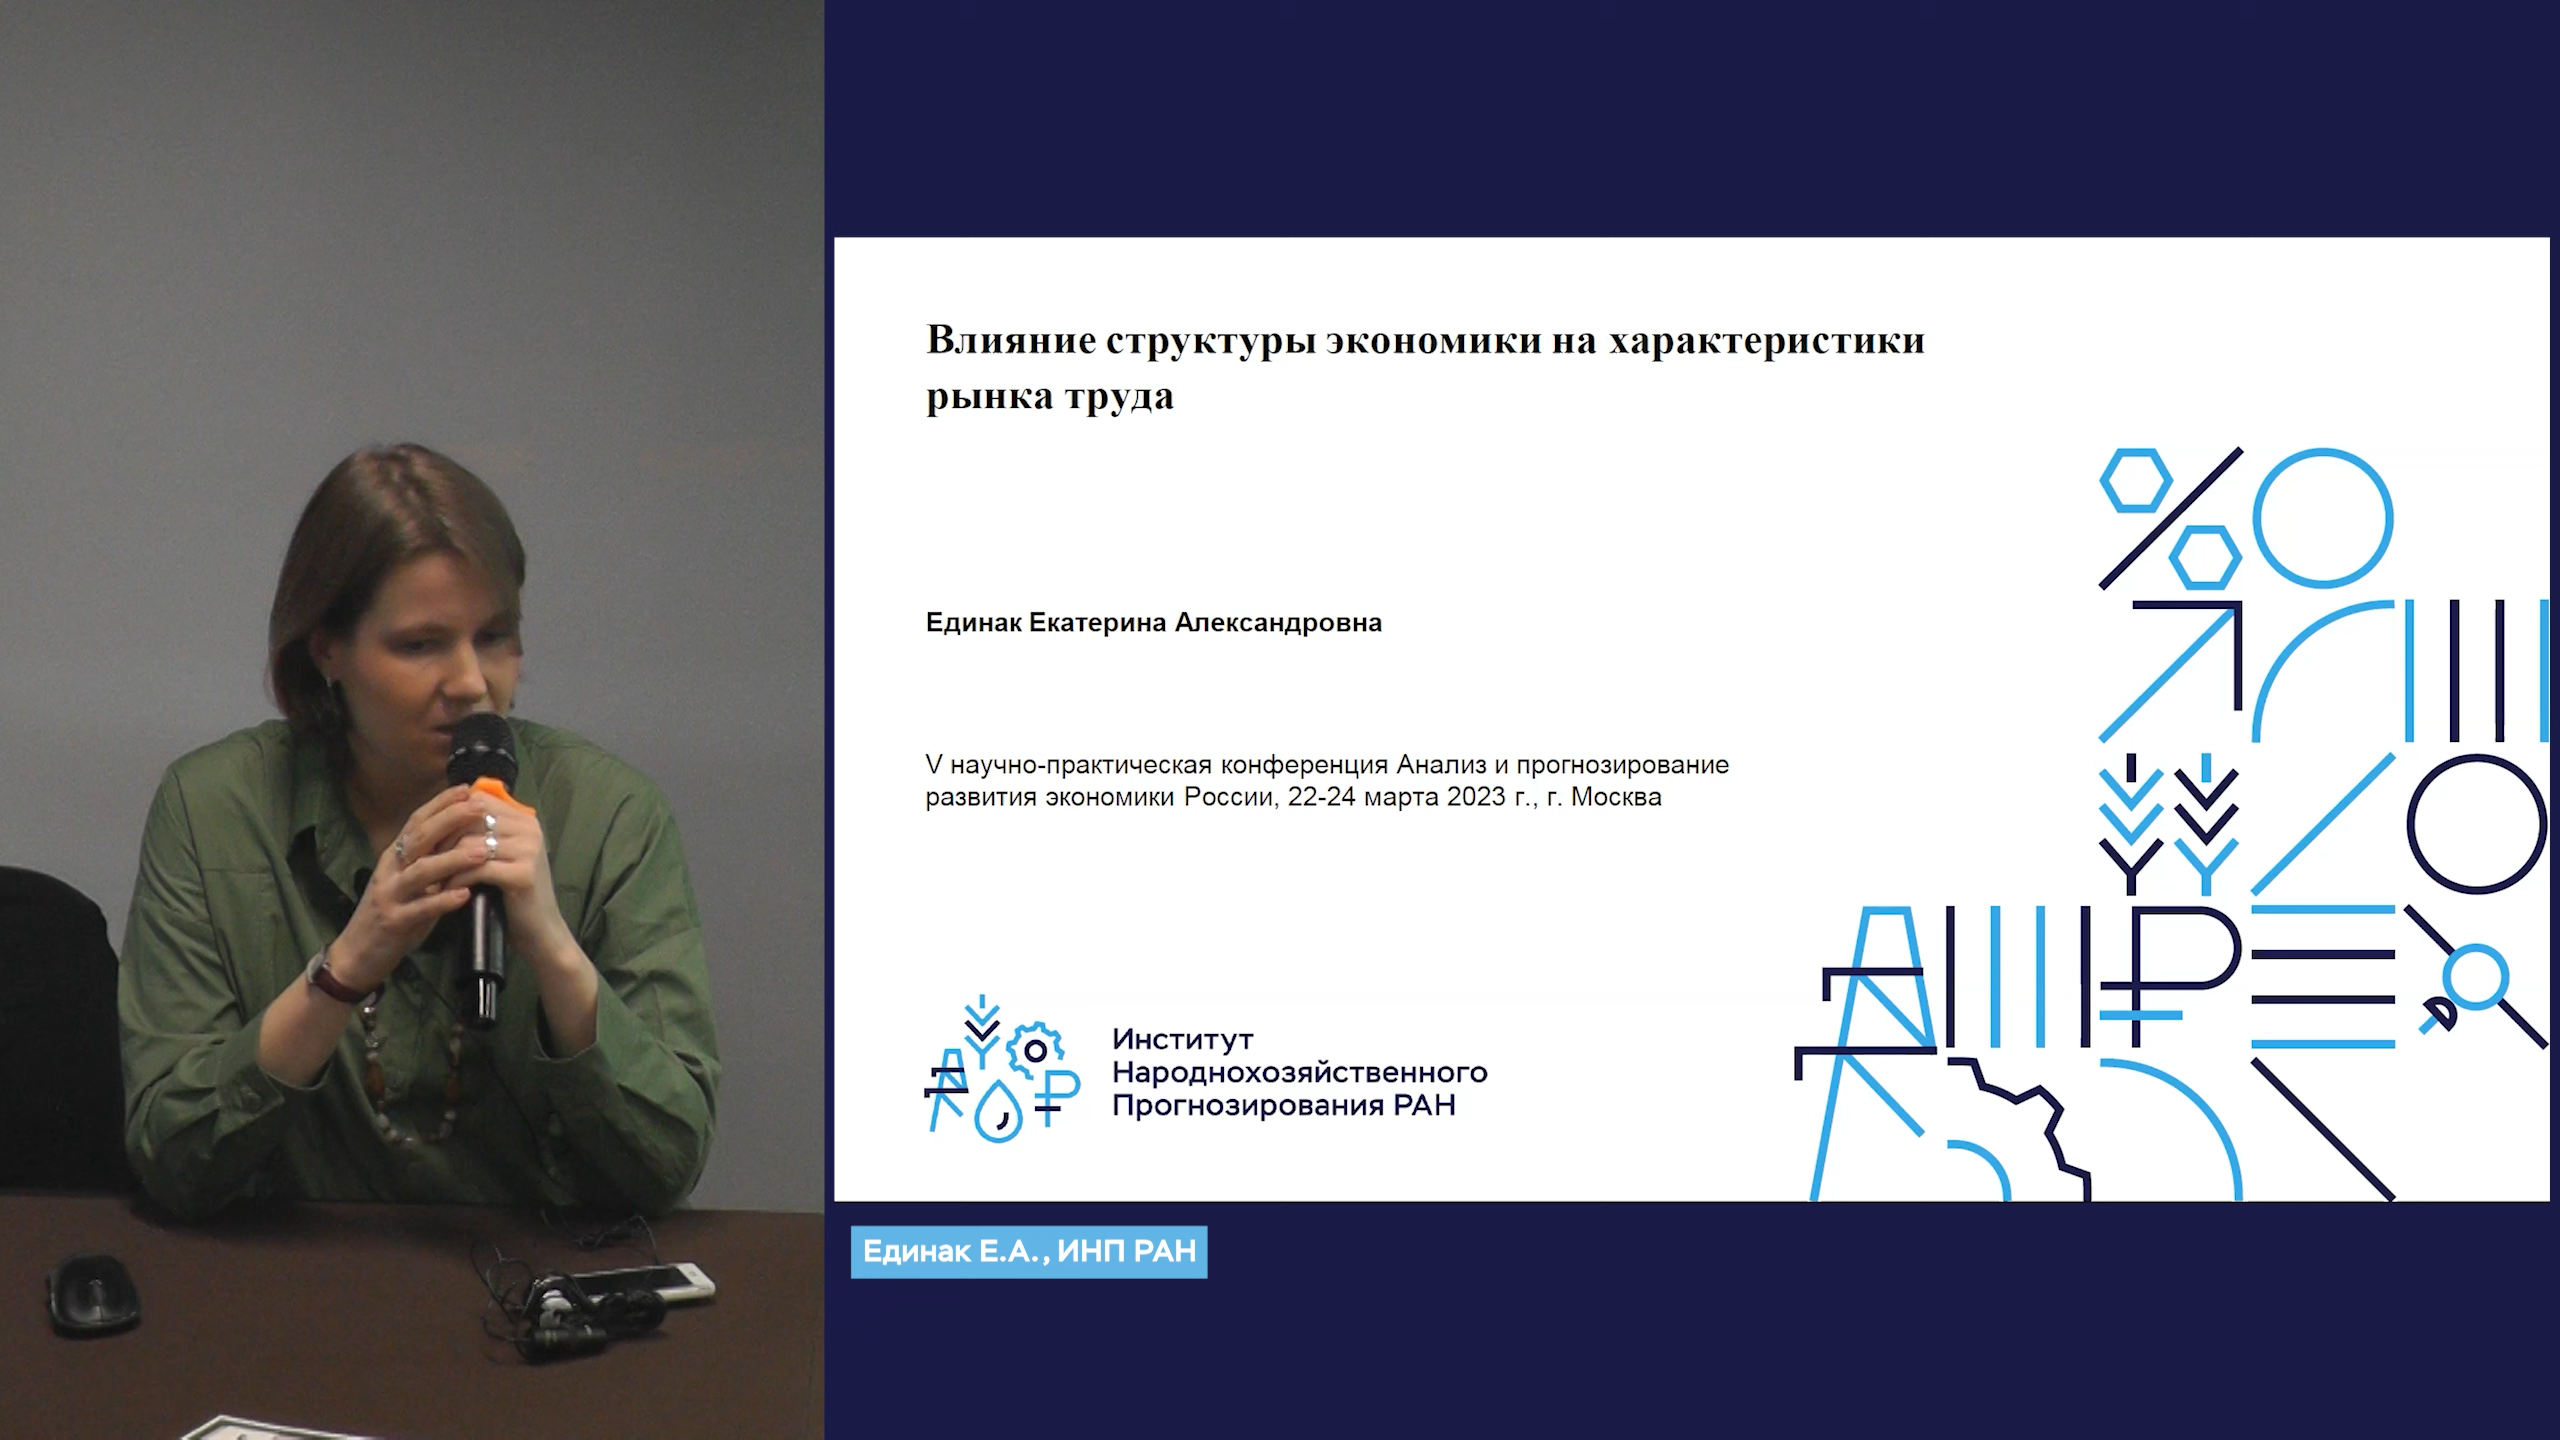 Влияние структуры экономики на характеристики
рынка труда
Единак Екатерина Александровна
V научно-практическая конференция Анализ и прогнозирование
развития экономики России, 22-24 марта 2023 г., г. Москва
Институт
Народнохозяйственного
Прогнозирования РАН
Единак Е.А., ИНП РАН